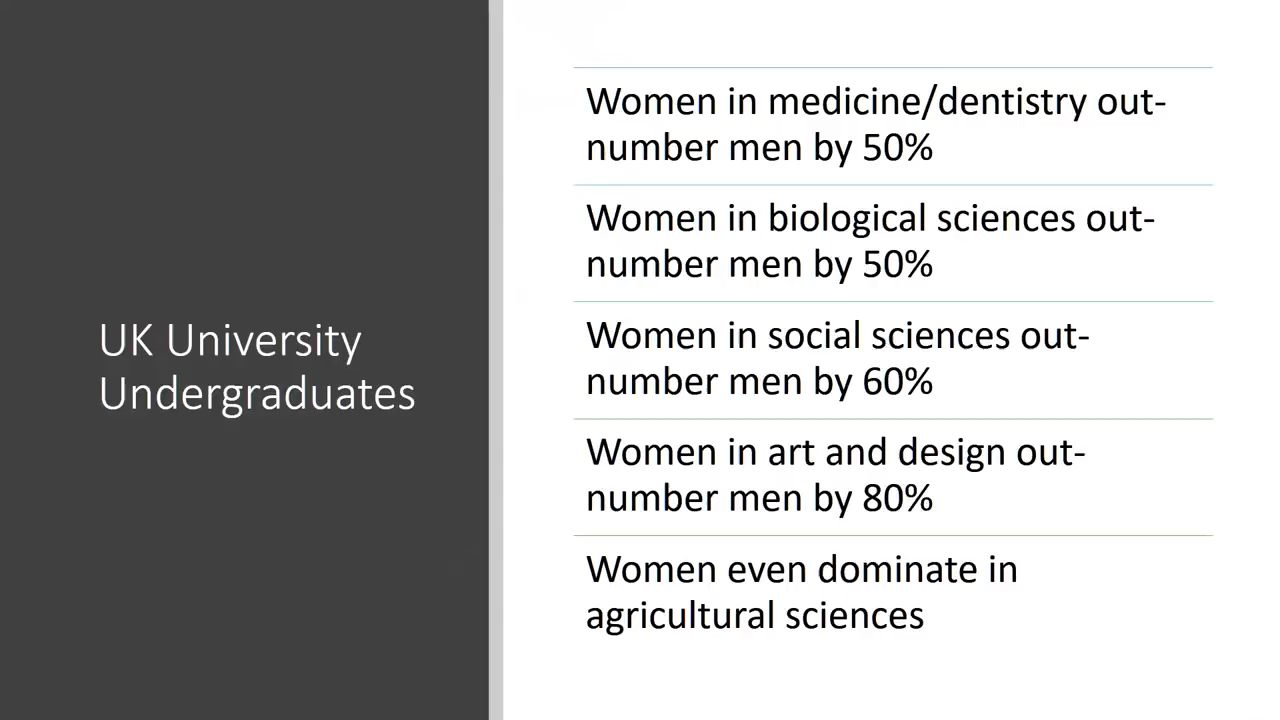 UK University
Undergraduates
Women in medicine/dentistry out-
number men by 50%
Women in biological sciences out-
number men by 50%
Women in social sciences out-
number men by 60%
Women in art and design out-
number men by 80%
Women even dominate in
agricultural sciences